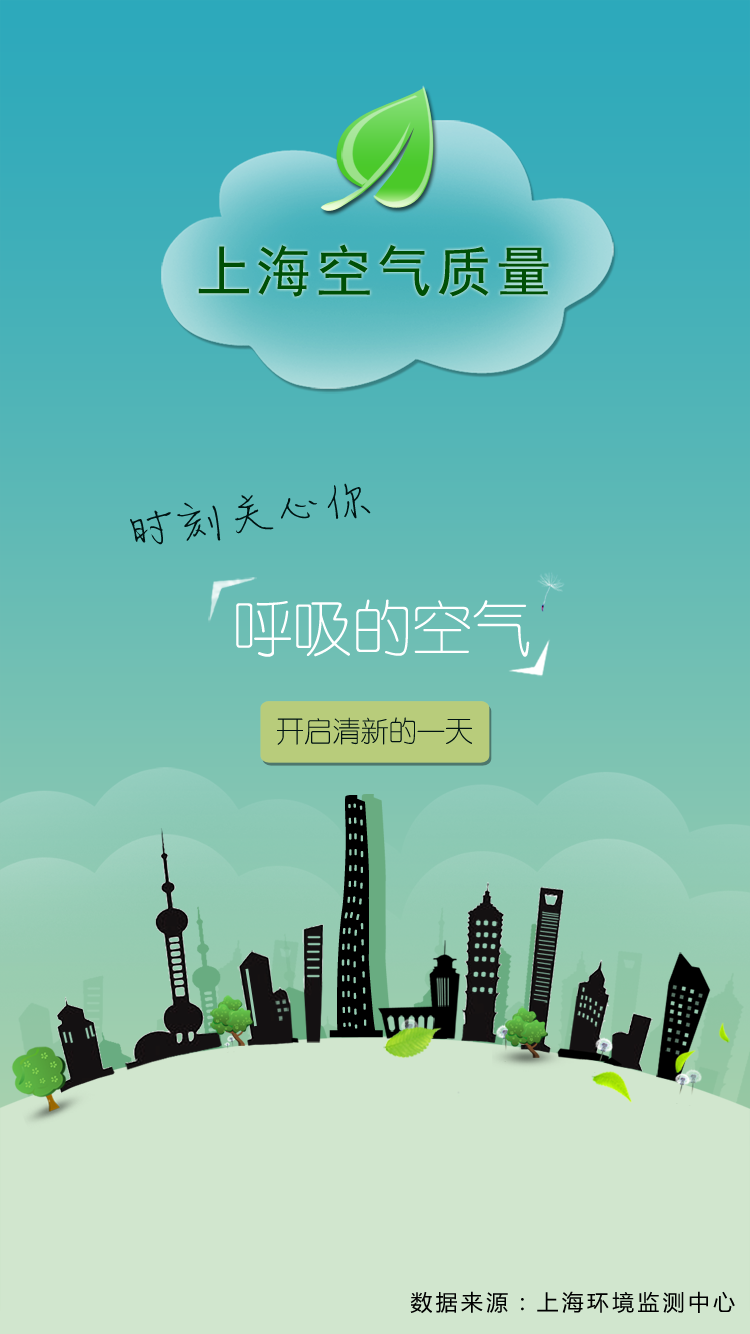 上海空气质量
时刻关心你
呼吸的空气
开启清新的一天
数据来源：上海环境监测中心